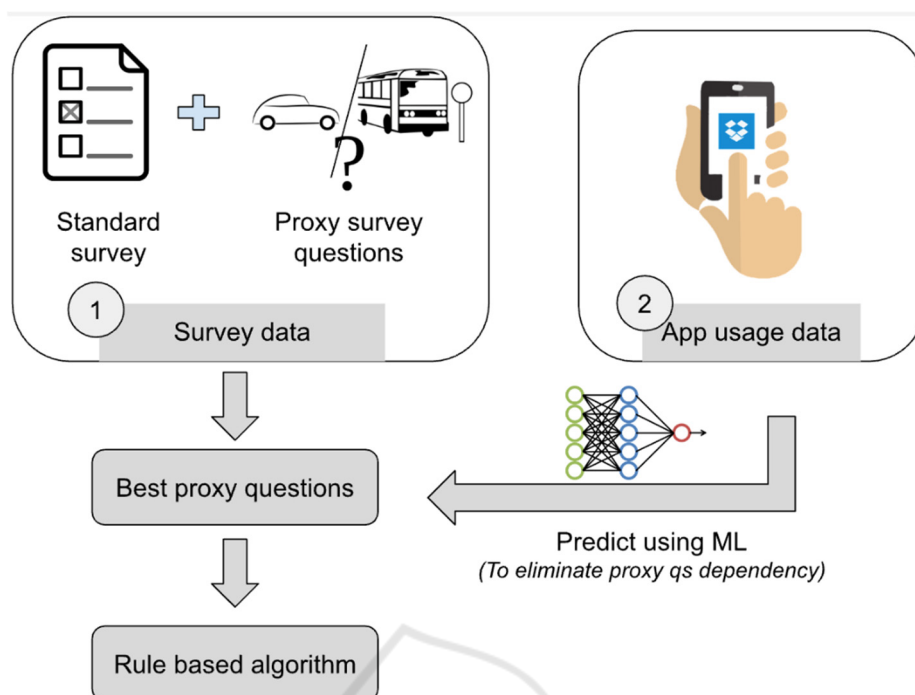 ?
Standard
survey
Proxy survey
questions
1
Survey data
2
App usage data
Best proxy questions
Predict using ML
(To eliminate proxy qs dependency)
Rule based algorithm